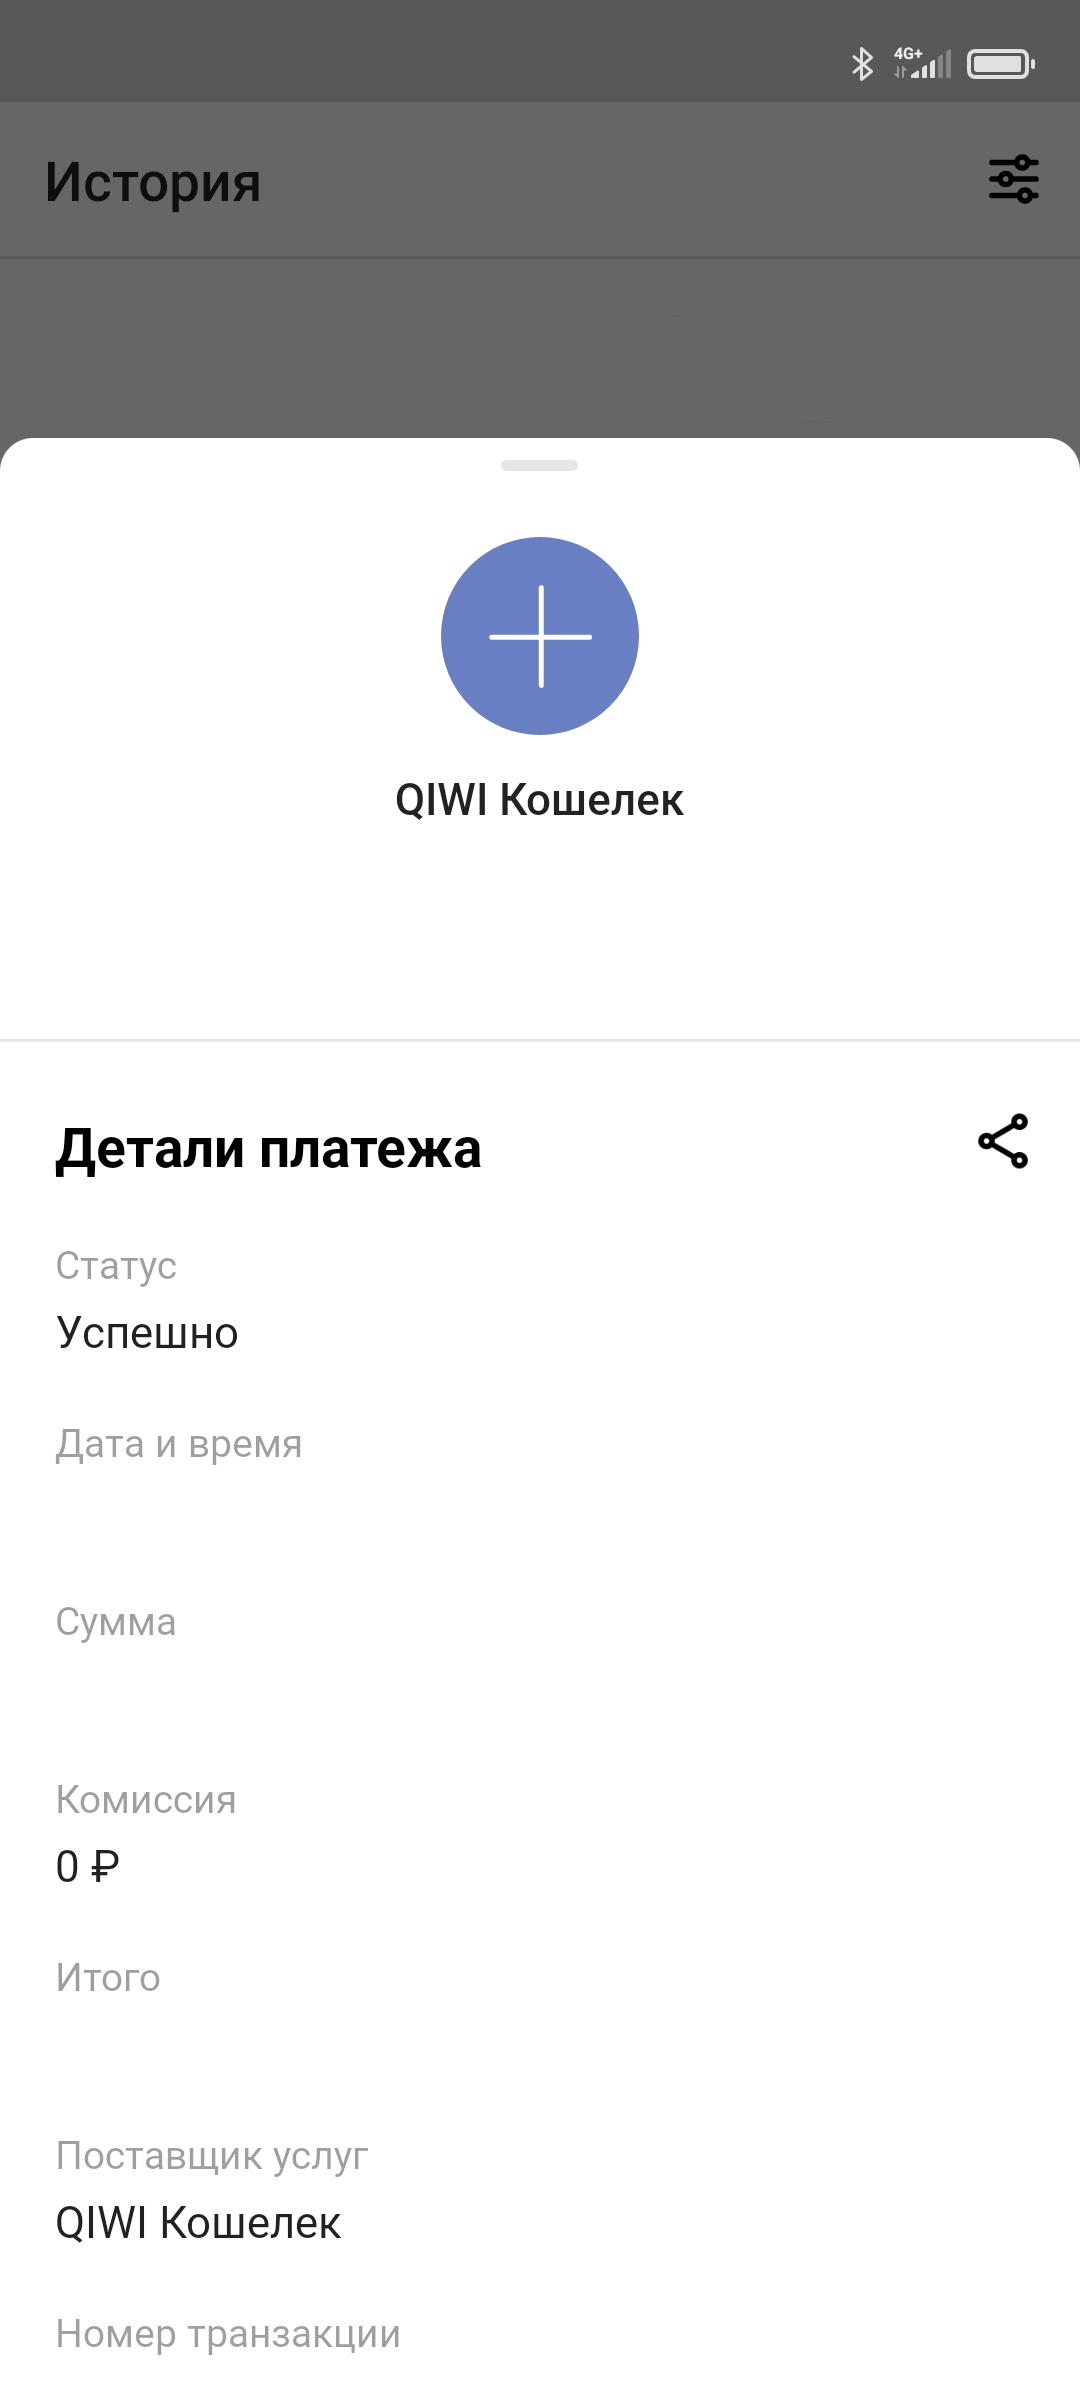 4G+
История
QIWI Кошелек
Детали платежа
Статус
Успешно
Дата и время
Сумма
Комиссия
0 ₽
Итого
Поставщик услуг
QIWI Кошелек
Номер транзакции